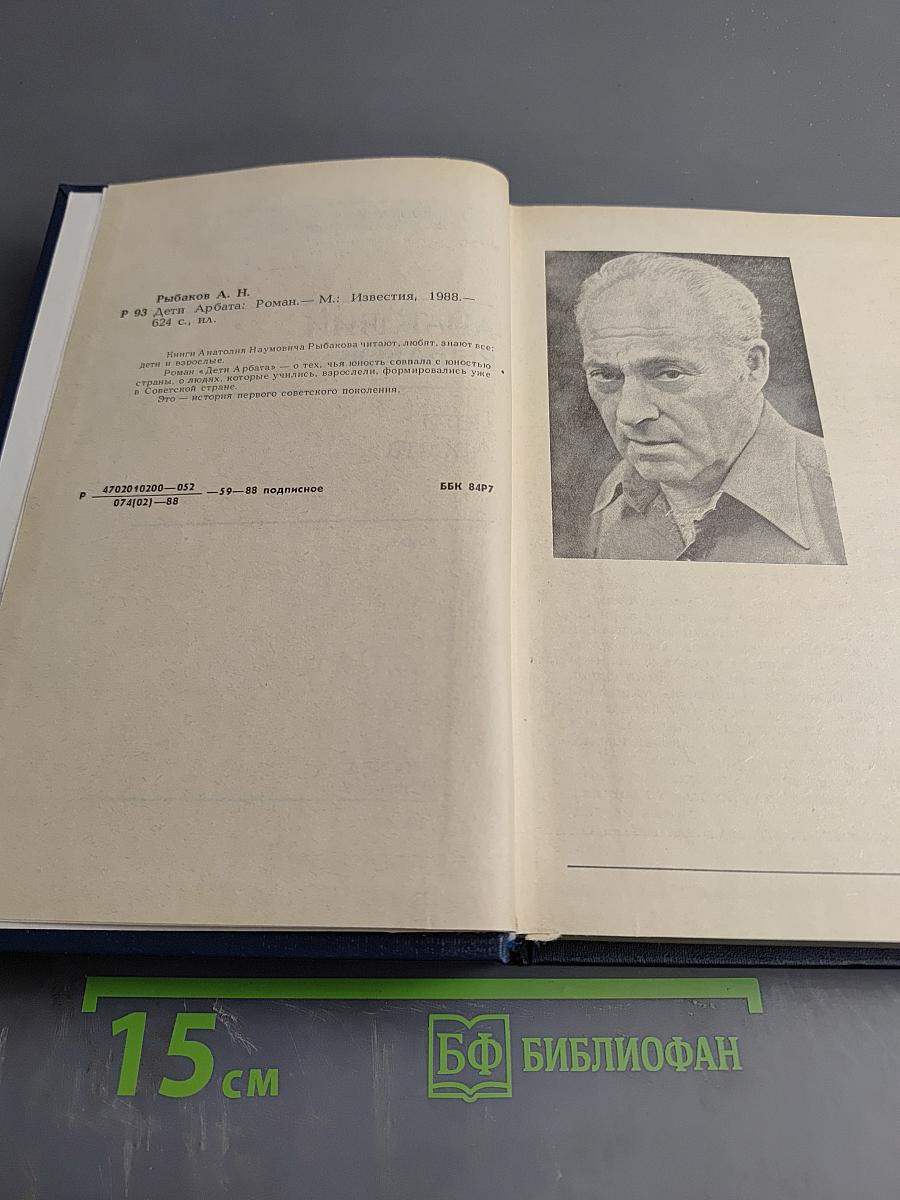 Рыбаков А. Н.
Р 93 Дети Арбата: Роман.— М.: Известия, 1988.—
624 с., ил.
Книги Анатолия Наумовича Рыбакова читают, любят, знают все:
дети и взрослые.
Роман «Дети Арбата» — о тех, чья юность совпала с юностью
страны, о людях, которые учились, взрослели, формировались уже
в Советской стране.
Это — история первого советского поколения.
Р 4702010200—052
074(02)—88
—59—88 подписное
ББК 84Р7
15 см
БФ БИБЛИОФАН